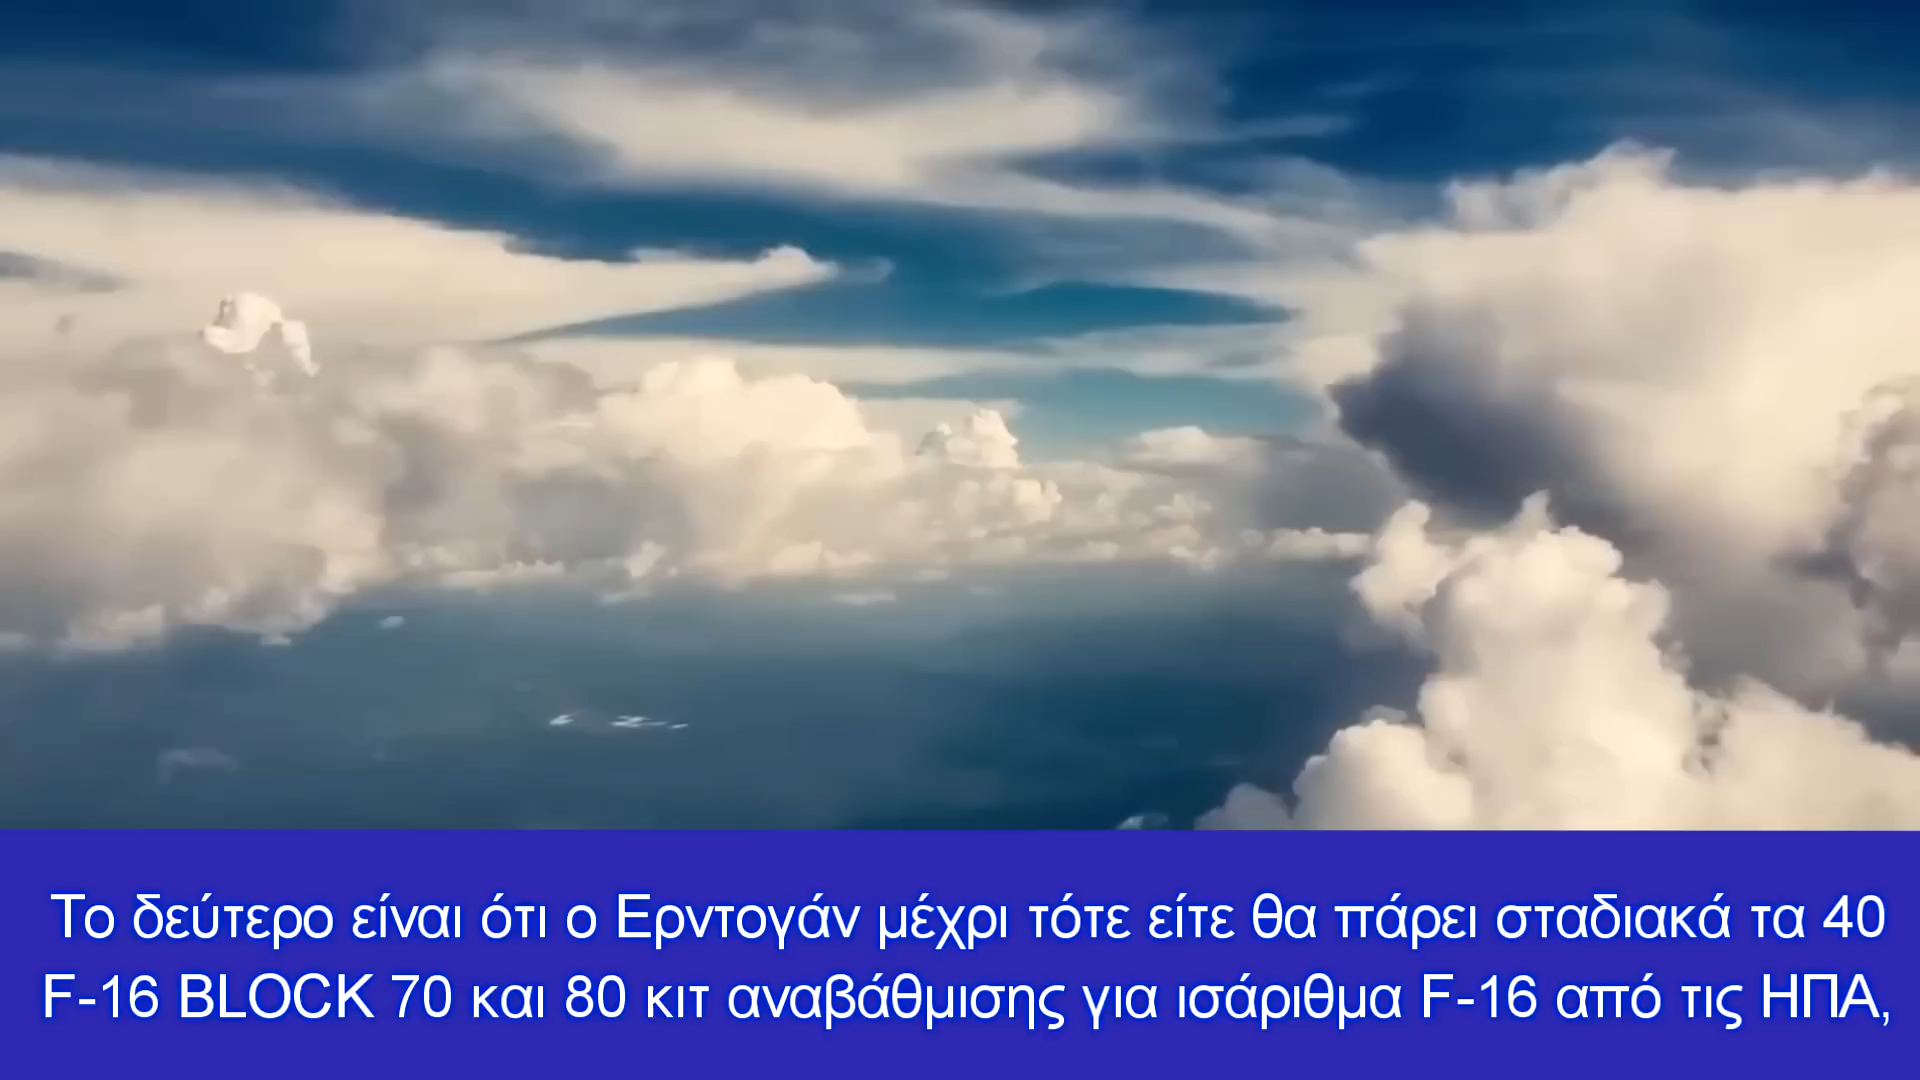 Το δεύτερο είναι ότι ο Ερντογάν μέχρι τότε είτε θα πάρει σταδιακά τα 40
F-16 BLOCK 70 και 80 κιτ αναβάθμισης για ισάριθμα F-16 από τις ΗΠΑ,